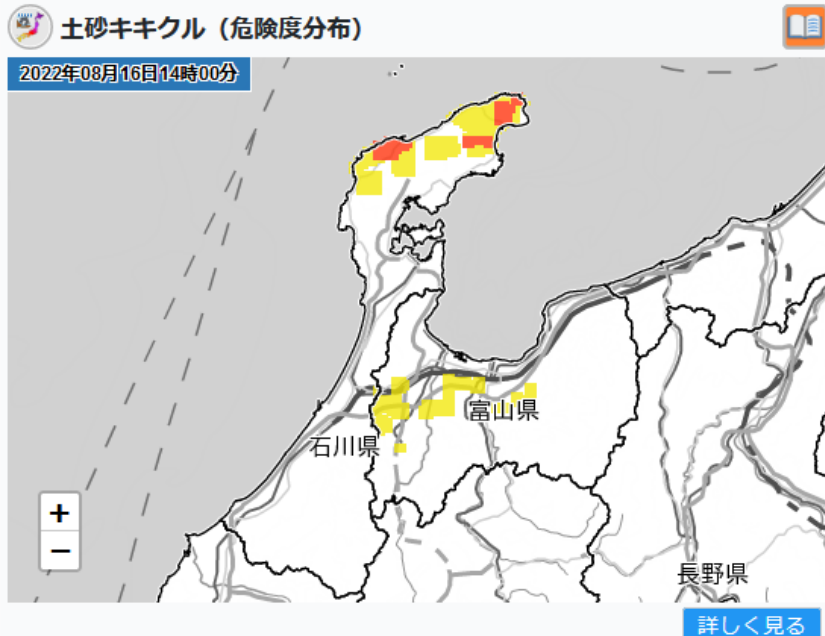 土砂キキクル（危険度分布）
2022年08月16日14時00分
富山県
石川県
+
−
長野県
詳しく見る